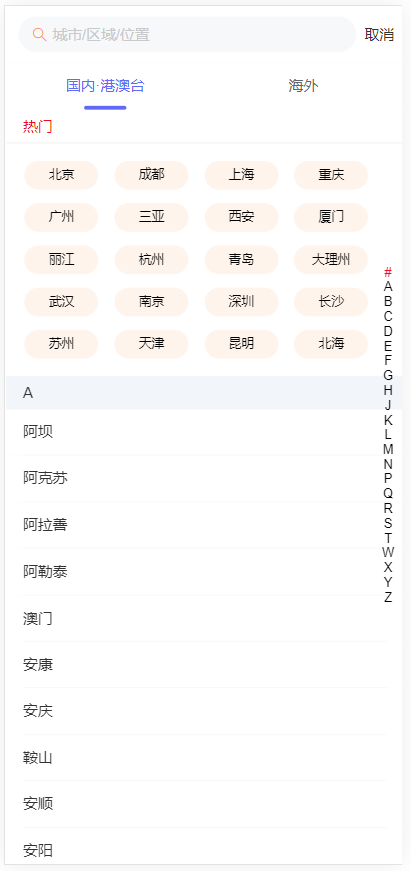 城市/区域/位置 取消
国内·港澳台 海外
热门
北京 成都 上海 重庆
广州 三亚 西安 厦门
丽江 杭州 青岛 大理州
武汉 南京 深圳 长沙
苏州 天津 昆明 北海
A
阿坝
阿克苏
阿拉善
阿勒泰
澳门
安康
安庆
鞍山
安顺
安阳
#
A
B
C
D
E
F
G
H
J
K
L
M
N
P
Q
R
S
T
W
X
Y
Z